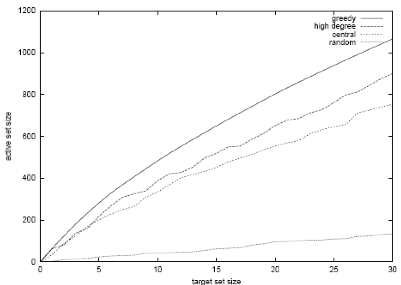 1200
1000
800
600
400
200
0
active set size
greedy
high degree
central
random
0 5 10 15 20 25 30
target set size